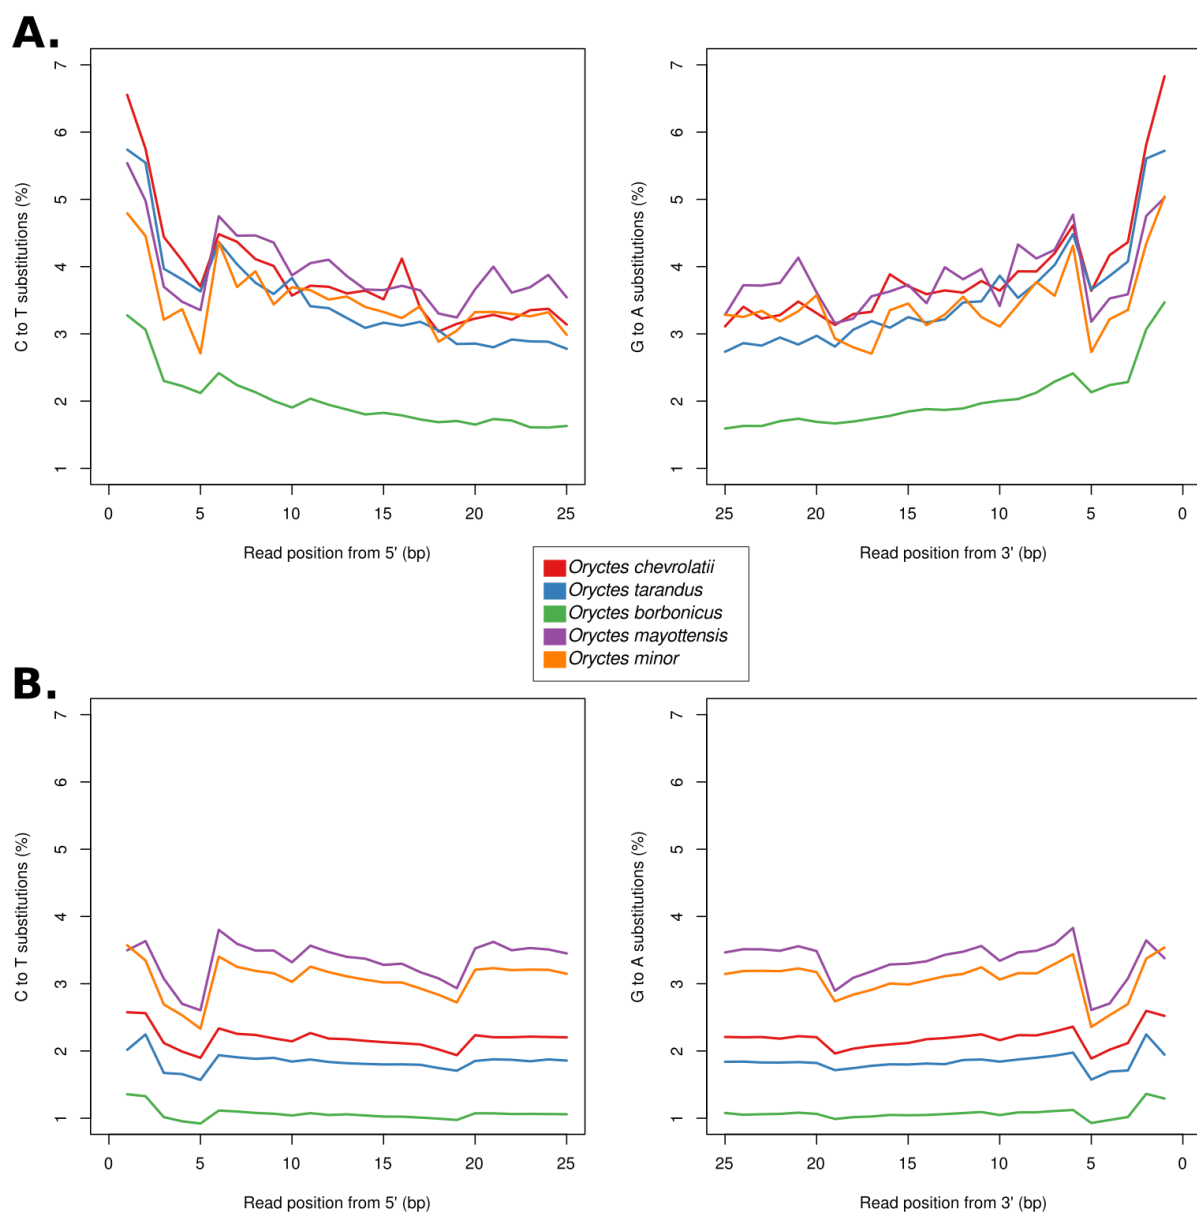 A.
7
6
5
4
3
2
1
C to T substitutions (%)
0 5 10 15 20 25
Read position from 5' (bp)
7
6
5
4
3
2
1
G to A substitutions (%)
25 20 15 10 5 0
Read position from 3' (bp)
Oryctes chevrolatii
Oryctes tarandus
Oryctes borbonicus
Oryctes mayottensis
Oryctes minor
B.
7
6
5
4
3
2
1
C to T substitutions (%)
0 5 10 15 20 25
Read position from 5' (bp)
7
6
5
4
3
2
1
G to A substitutions (%)
25 20 15 10 5 0
Read position from 3' (bp)